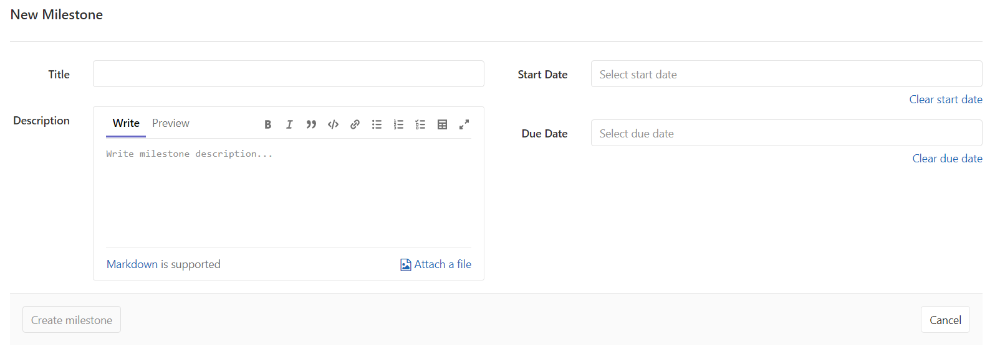 New Milestone
Title
Description
Write Preview
Write milestone description...
Markdown is supported
Attach a file
Start Date
Select start date
Clear start date
Due Date
Select due date
Clear due date
Create milestone
Cancel